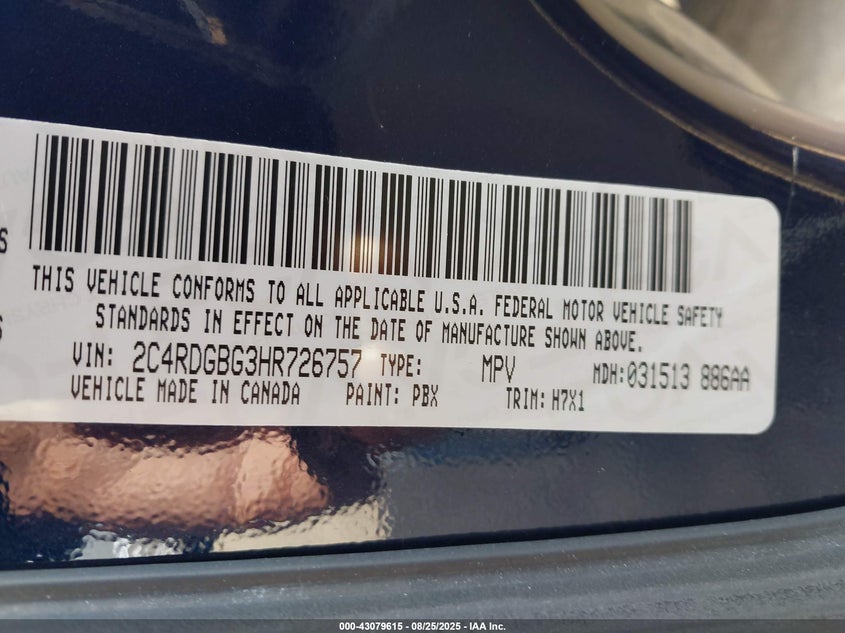 S
S
THIS VEHICLE CONFORMS TO ALL APPLICABLE U.S.A. FEDERAL MOTOR VEHICLE SAFETY
STANDARDS IN EFFECT ON THE DATE OF MANUFACTURE SHOWN ABOVE.
VIN: 2C4RDGBG3HR726757 TYPE: MPV MDH:031513 886AA
VEHICLE MADE IN CANADA PAINT: PBX TRIM: H7X1
000-43079615 - 08/25/2025 - IAA Inc.